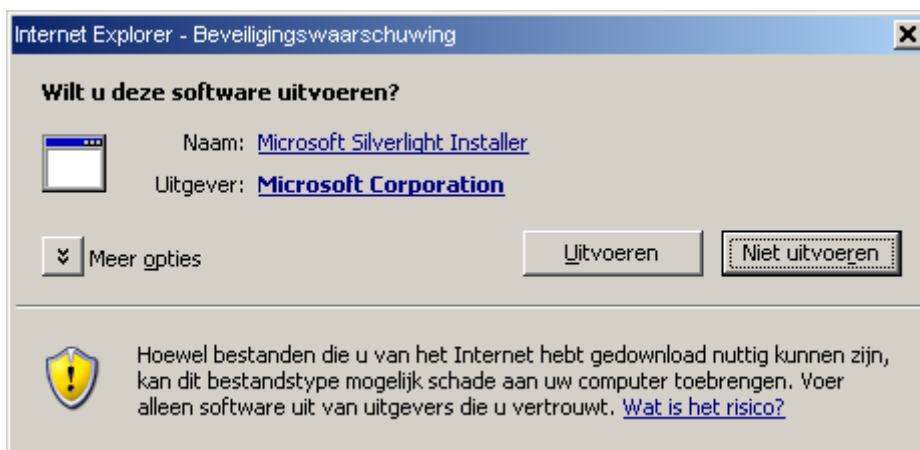 Internet Explorer - Beveiligingswaarschuwing
Wilt u deze software uitvoeren?
Naam: Microsoft Silverlight Installer
Uitgever: Microsoft Corporation
Meer opties
Uitvoeren
Niet uitvoeren
Hoewel bestanden die u van het Internet hebt gedownload nuttig kunnen zijn,
kan dit bestandstype mogelijk schade aan uw computer toebrengen. Voer
alleen software uit van uitgevers die u vertrouwt. Wat is het risico?